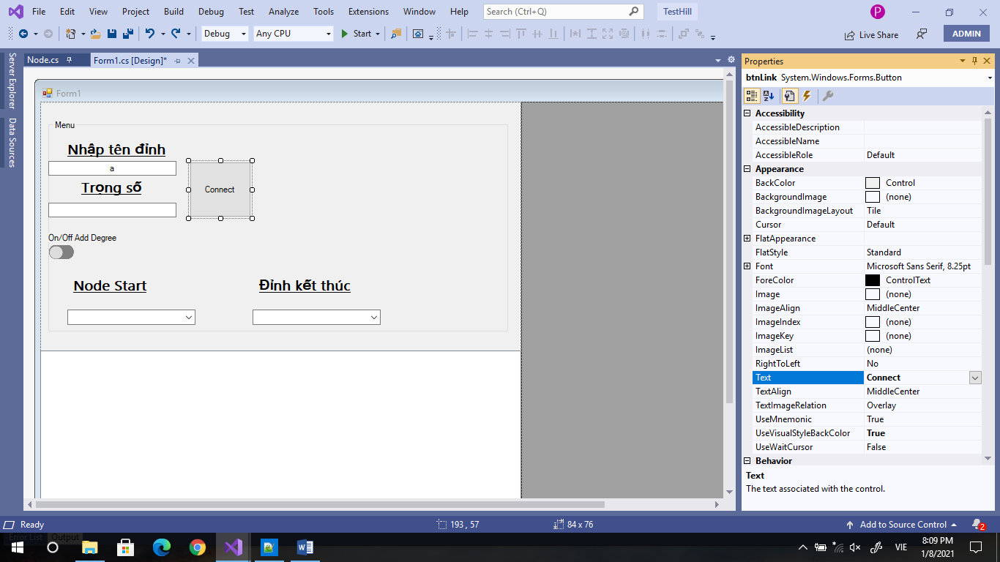 File Edit View Project Build Debug Test Analyze Tools Extensions Window Help Search (Ctrl+Q) TestHill P
Debug Any CPU Start Live Share ADMIN
Server Explorer
Data Sources
Node.cs Form1.cs [Design]*
Form1
Menu
Nhập tên đỉnh
a
Trọng số
Connect
On/Off Add Degree
Node Start Đỉnh kết thúc
Properties
btnLink System.Windows.Forms.Button
Accessibility
AccessibleDescription
AccessibleName
AccessibleRole Default
Appearance
BackColor Control
BackgroundImage (none)
BackgroundImageLayout Tile
Cursor Default
FlatAppearance
FlatStyle Standard
Font Microsoft Sans Serif, 8.25pt
ForeColor ControlText
Image (none)
ImageAlign MiddleCenter
ImageIndex (none)
ImageKey (none)
ImageList (none)
RightToLeft No
Text Connect
TextAlign MiddleCenter
TextImageRelation Overlay
UseMnemonic True
UseVisualStyleBackColor True
UseWaitCursor False
Behavior
Text
The text associated with the control.
Ready 193 , 57 84 x 76 Add to Source Control 2
Error List Output
VIE 8:09 PM
1/8/2021